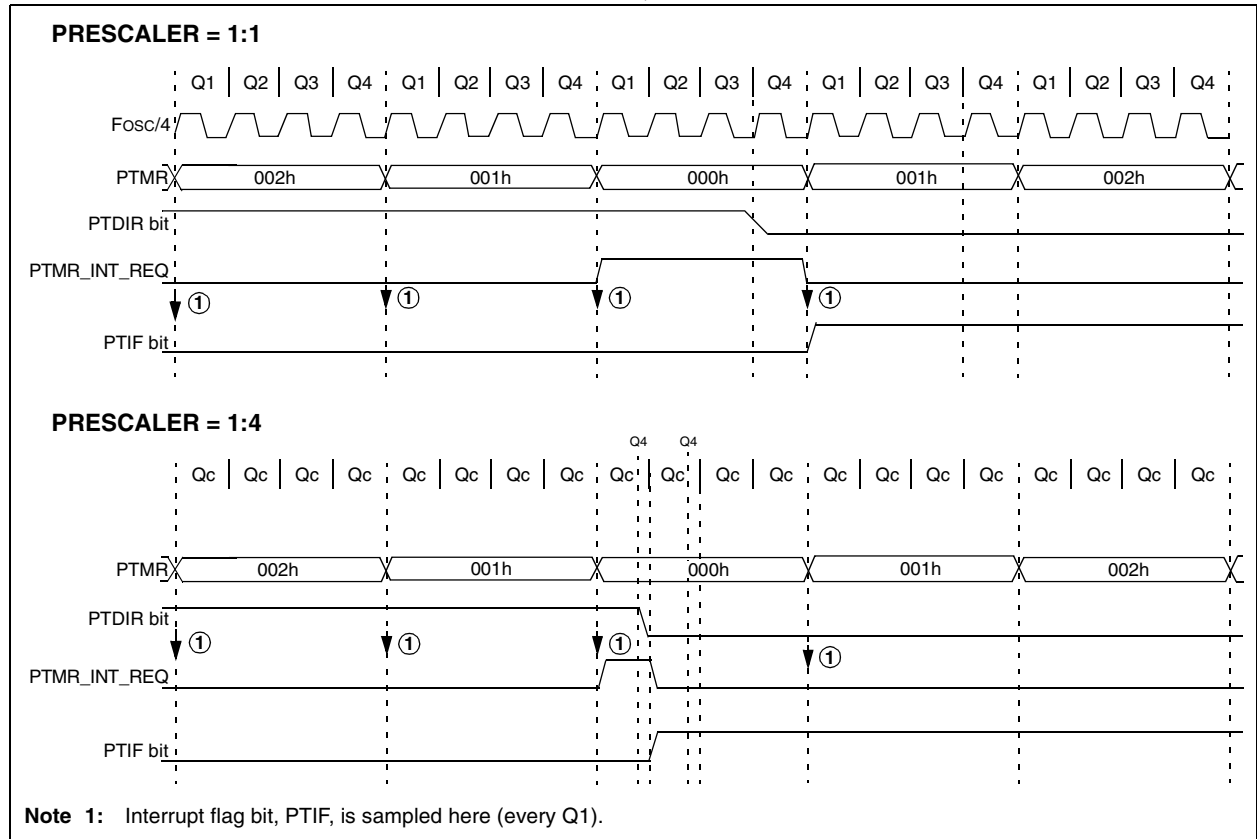 PRESCALER = 1:1
Q1 Q2 Q3 Q4 Q1 Q2 Q3 Q4 Q1 Q2 Q3 Q4 Q1 Q2 Q3 Q4 Q1 Q2 Q3 Q4
FOSC/4
PTMR 002h 001h 000h 001h 002h
PTDIR bit
PTMR_INT_REQ
1 1 1 1
PTIF bit
PRESCALER = 1:4
Q4 Q4
Qc Qc Qc Qc Qc Qc Qc Qc Qc Qc Qc Qc Qc Qc Qc Qc Qc Qc Qc Qc
PTMR 002h 001h 000h 001h 002h
PTDIR bit
1 1 1 1
PTMR_INT_REQ
PTIF bit
Note 1: Interrupt flag bit, PTIF, is sampled here (every Q1).